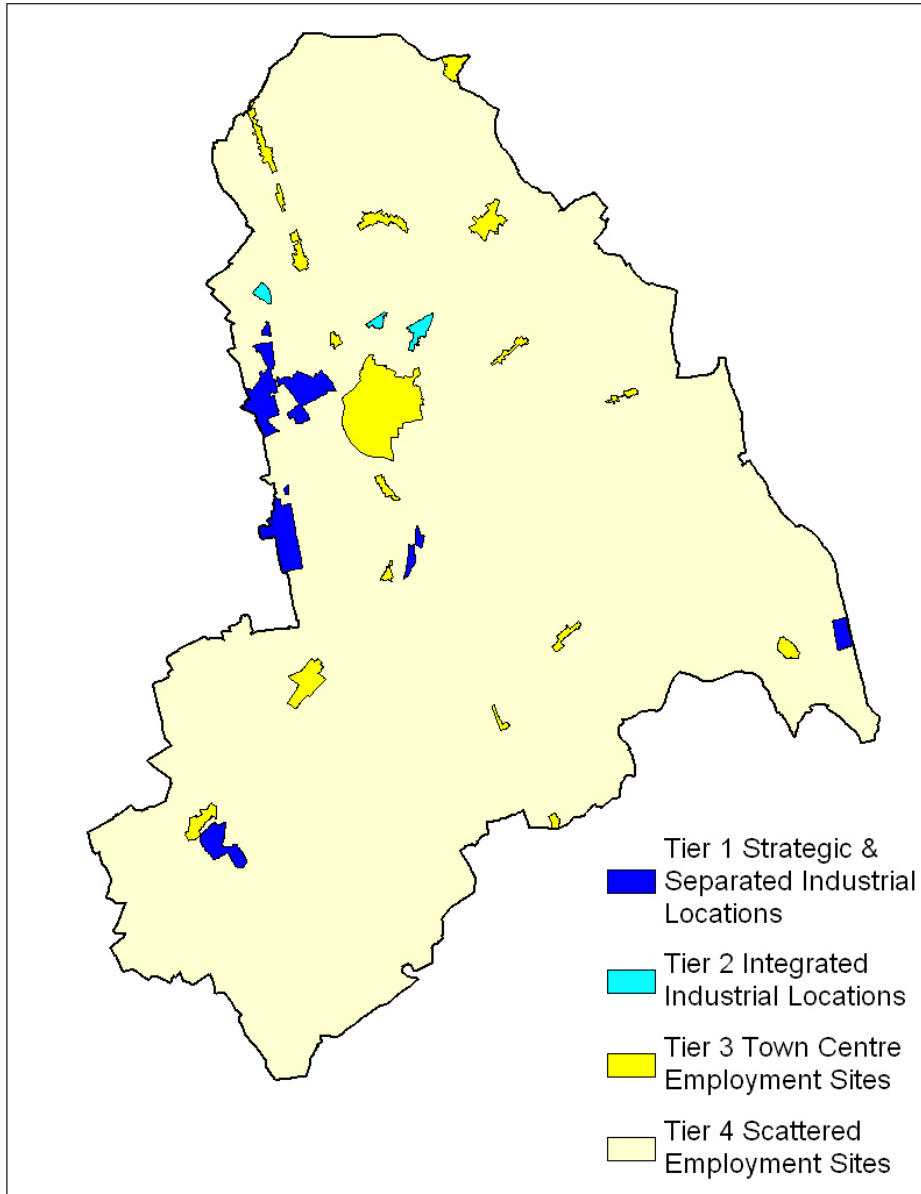 Tier 1 Strategic &
Separated Industrial
Locations
Tier 2 Integrated
Industrial Locations
Tier 3 Town Centre
Employment Sites
Tier 4 Scattered
Employment Sites